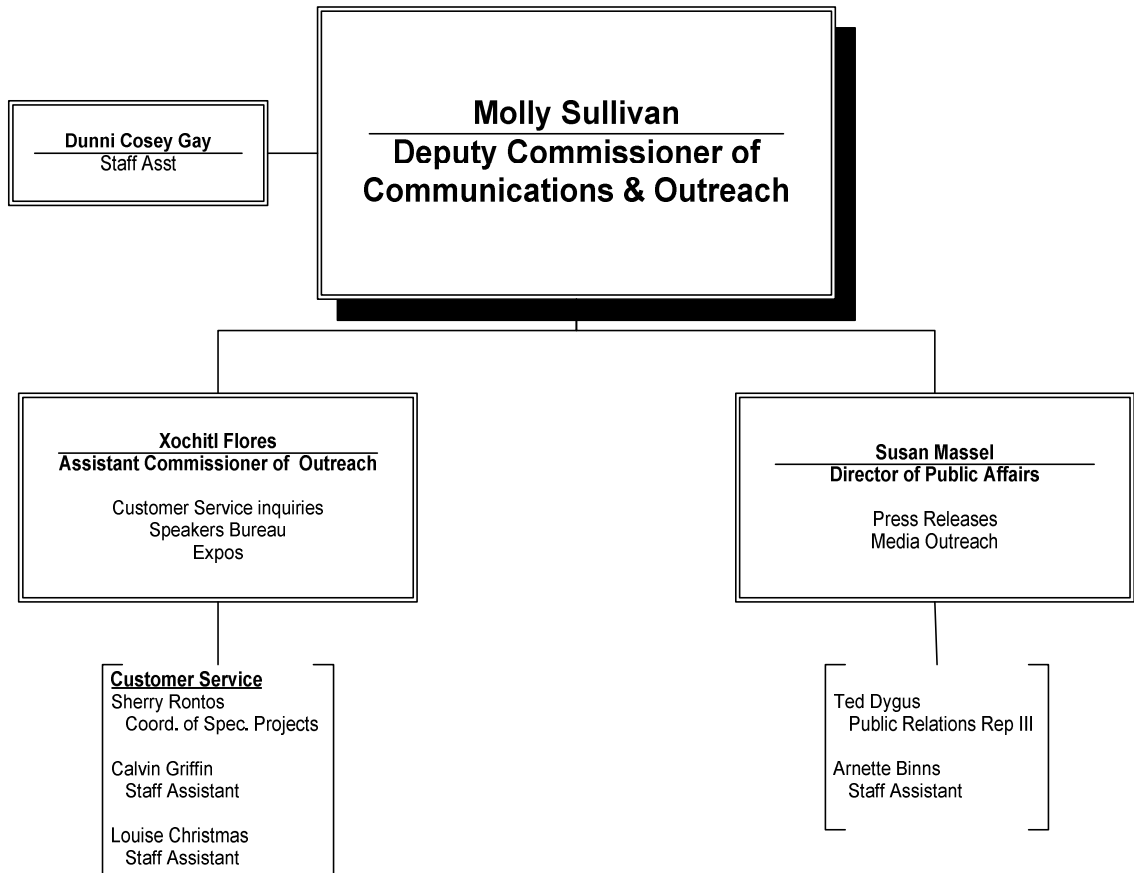 Molly Sullivan
Deputy Commissioner of
Communications & Outreach
Dunni Cosey Gay
Staff Asst
Xochitl Flores
Assistant Commissioner of Outreach
Customer Service inquiries
Speakers Bureau
Expos
Susan Massel
Director of Public Affairs
Press Releases
Media Outreach
Customer Service
Sherry Rontos
Coord. of Spec. Projects
Calvin Griffin
Staff Assistant
Louise Christmas
Staff Assistant
Ted Dygus
Public Relations Rep III
Arnette Binns
Staff Assistant